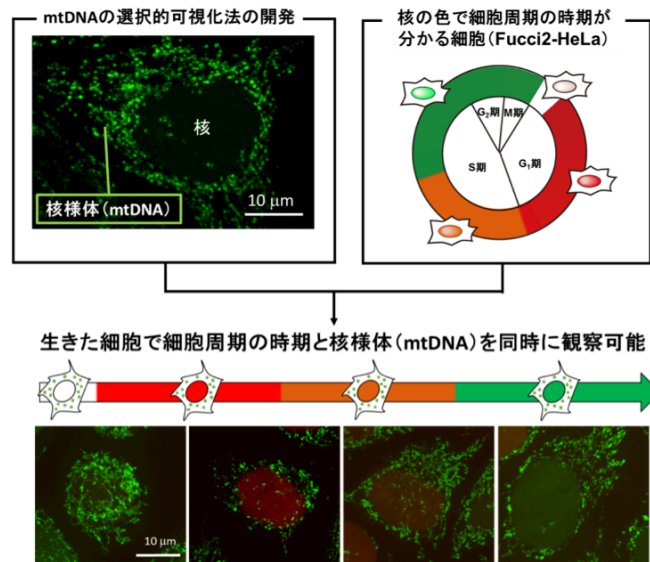 mtDNAの選択的可視化法の開発
核
核様体(mtDNA)
10 μm
核の色で細胞周期の時期が
分かる細胞(Fucci2-HeLa)
G₂期
M期
S期
G₁期
生きた細胞で細胞周期の時期と核様体(mtDNA)を同時に観察可能
10 μm